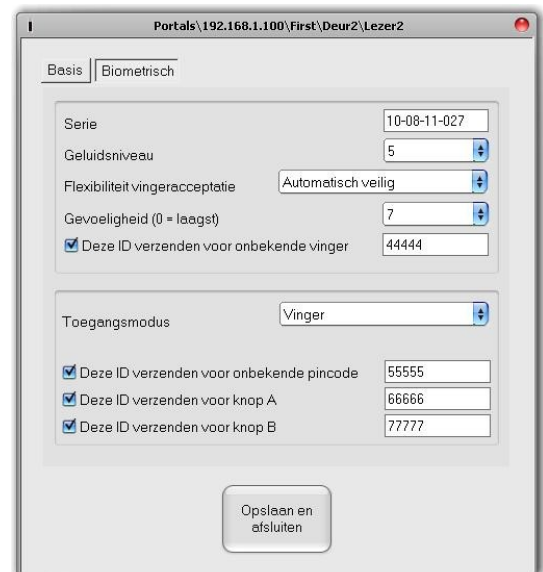 Portals\192.168.1.100\First\Deur2\Lezer2
Basis Biometrisch
Serie 10-08-11-027
Geluidsniveau 5
Flexibiliteit vingeracceptatie Automatisch veilig
Gevoeligheid (0 = laagst) 7
Deze ID verzenden voor onbekende vinger 44444
Toegangsmodus Vinger
Deze ID verzenden voor onbekende pincode 55555
Deze ID verzenden voor knop A 66666
Deze ID verzenden voor knop B 77777
Opslaan en
afsluiten